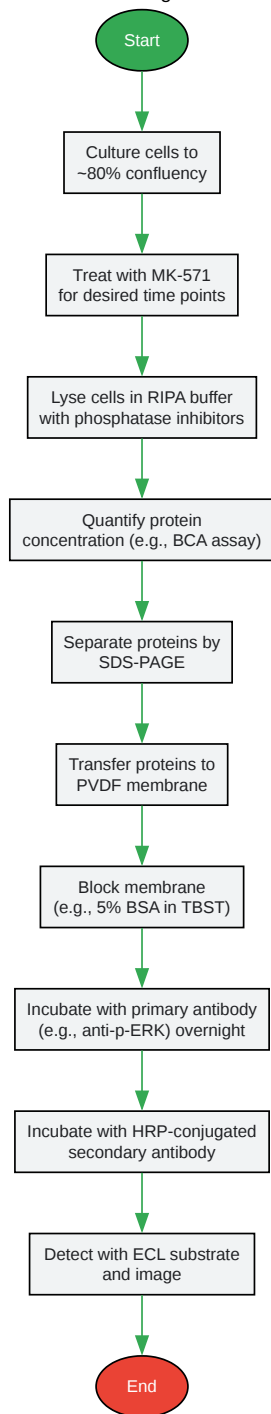 Start
Culture cells to
~80% confluency
Treat with MK-571
for desired time points
Lyse cells in RIPA buffer
with phosphatase inhibitors
Quantify protein
concentration (e.g., BCA assay)
Separate proteins by
SDS-PAGE
Transfer proteins to
PVDF membrane
Block membrane
(e.g., 5% BSA in TBST)
Incubate with primary antibody
(e.g., anti-p-ERK) overnight
Incubate with HRP-conjugated
secondary antibody
Detect with ECL substrate
and image
End